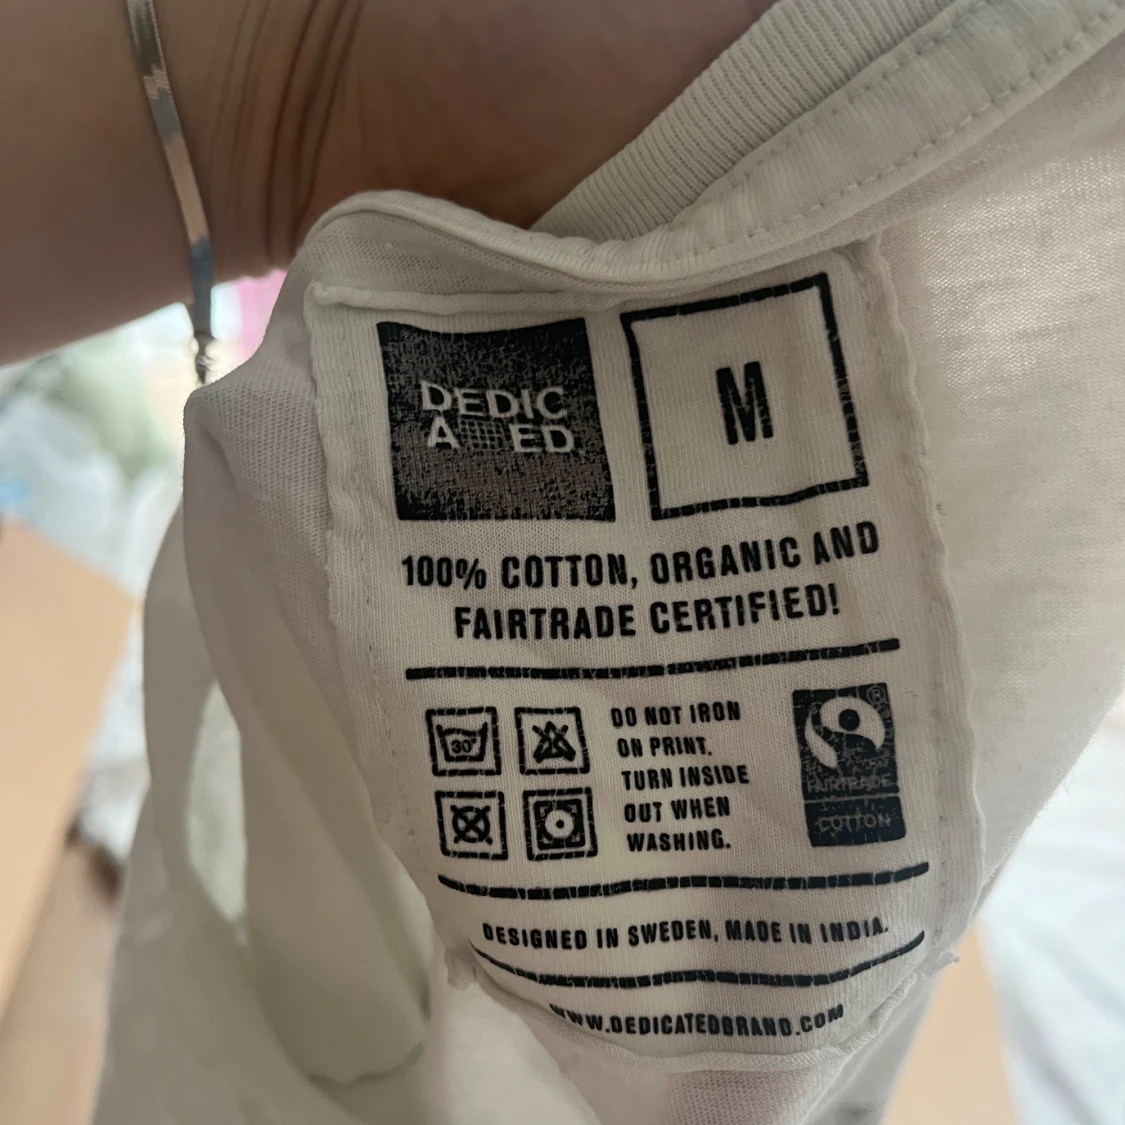 DEDIC
A ED
M
100% COTTON, ORGANIC AND
FAIRTRADE CERTIFIED!
30°
DO NOT IRON
ON PRINT.
TURN INSIDE
OUT WHEN
WASHING.
®
FAIRTRADE
COTTON
DESIGNED IN SWEDEN, MADE IN INDIA.
WWW.DEDICATEDBRAND.COM